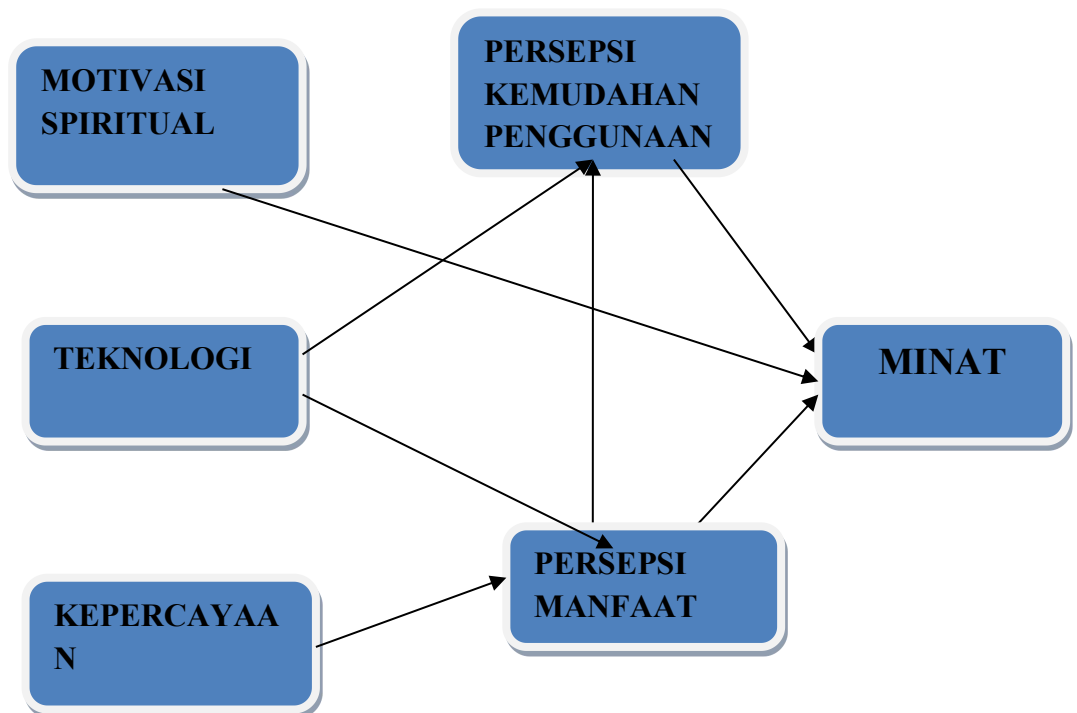 MOTIVASI
SPIRITUAL
PERSEPSI
KEMUDAHAN
PENGGUNAAN
TEKNOLOGI
MINAT
PERSEPSI
MANFAAT
KEPERCAYAA
N